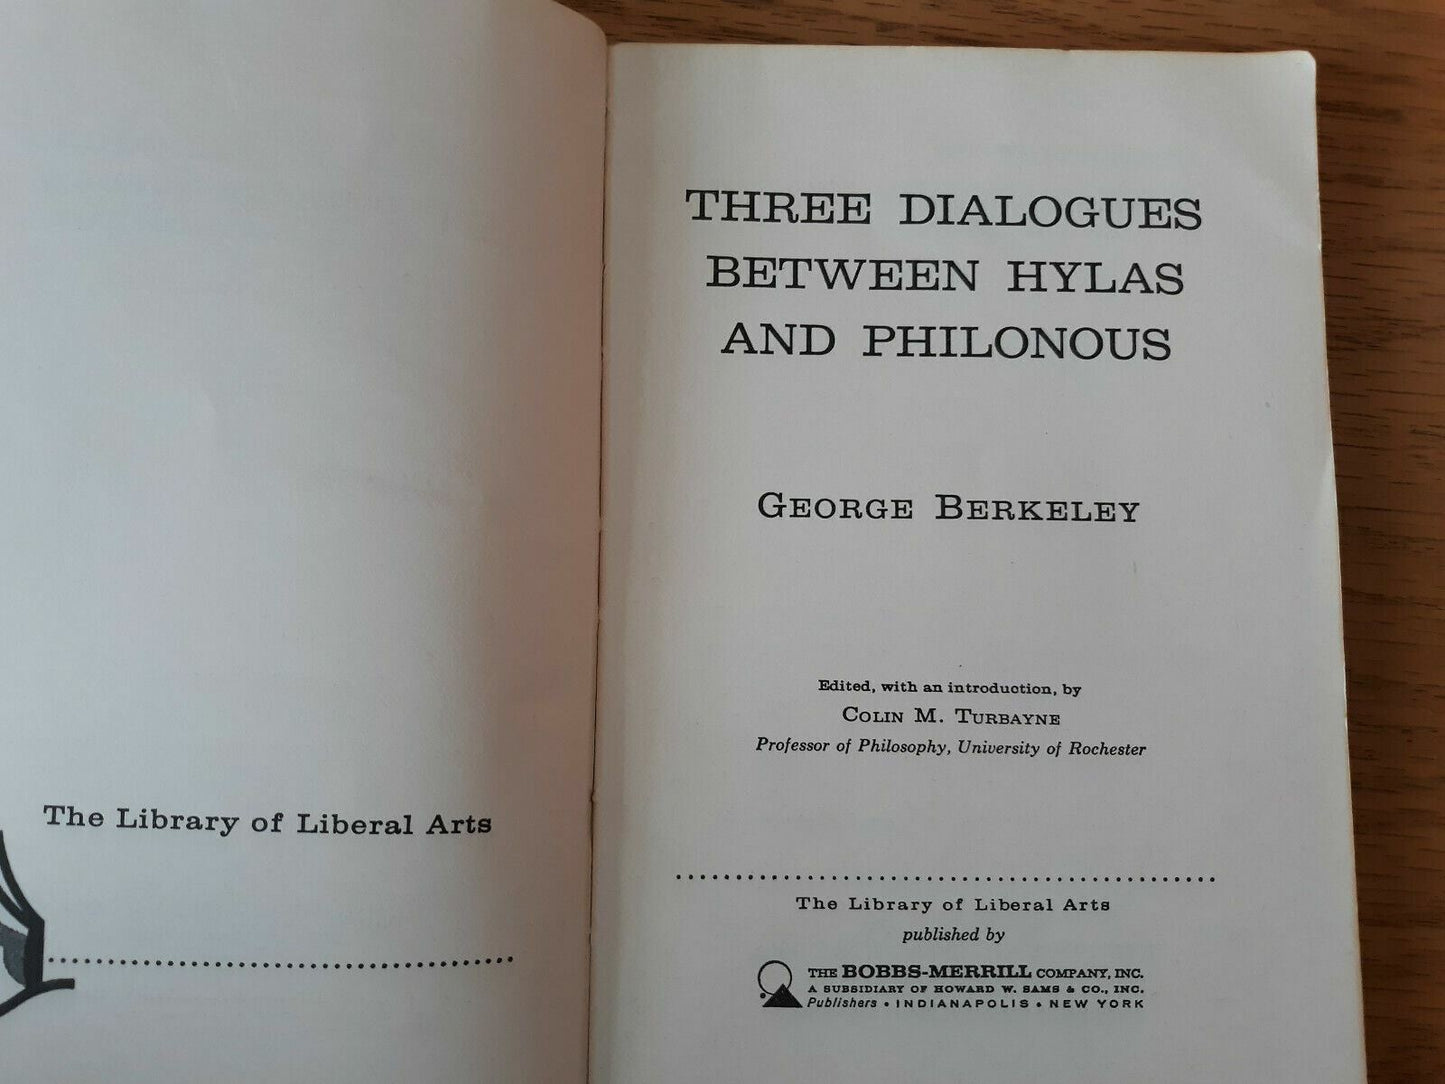 The Library of Liberal Arts
THREE DIALOGUES
BETWEEN HYLAS
AND PHILONOUS
GEORGE BERKELEY
Edited, with an introduction, by
COLIN M. TURBAYNE
Professor of Philosophy, University of Rochester
The Library of Liberal Arts
published by
THE BOBBS-MERRILL COMPANY, INC.
A SUBSIDIARY OF HOWARD W. SAMS & CO., INC.
Publishers • INDIANAPOLIS • NEW YORK